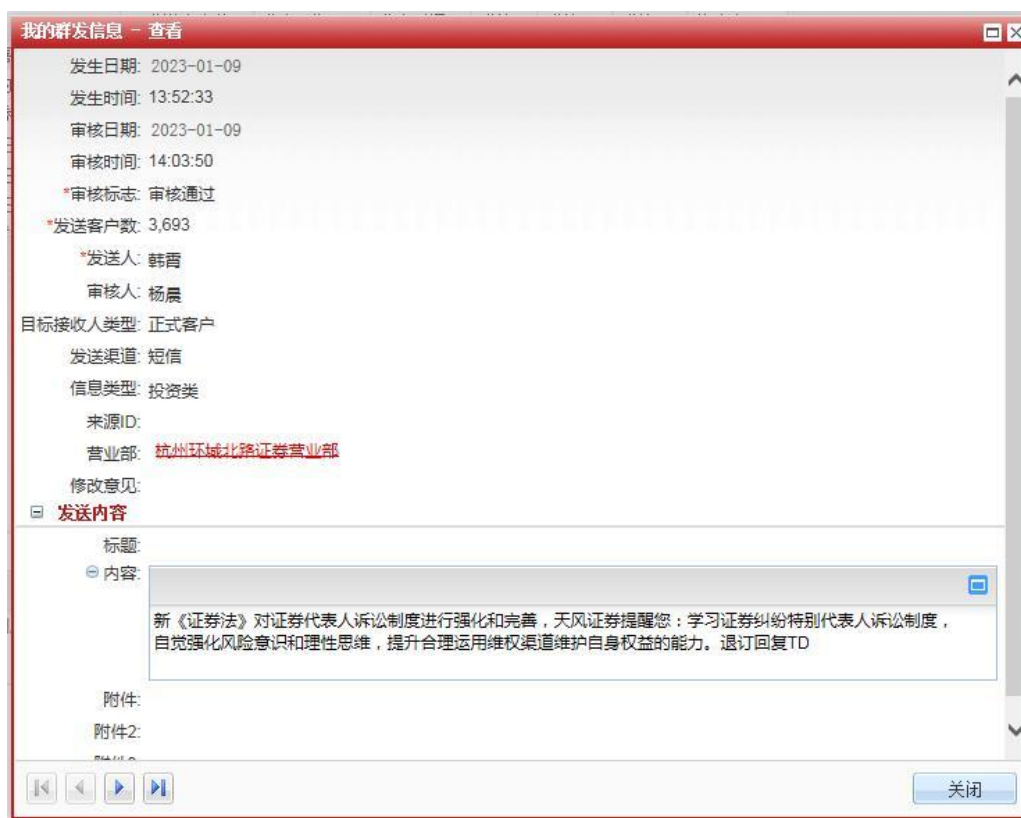 我的群发信息 - 查看
发生日期: 2023-01-09
发生时间: 13:52:33
审核日期: 2023-01-09
审核时间: 14:03:50
*审核标志: 审核通过
*发送客户数: 3,693
*发送人: 韩霄
审核人: 杨晨
目标接收人类型: 正式客户
发送渠道: 短信
信息类型: 投资类
来源ID:
营业部: 杭州环城北路证券营业部
修改意见:
发送内容
标题:
内容:
新《证券法》对证券代表人诉讼制度进行强化和完善，天风证券提醒您：学习证券纠纷特别代表人诉讼制度，
自觉强化风险意识和理性思维，提升合理运用维权渠道维护自身权益的能力。退订回复TD
附件:
附件2:
关闭